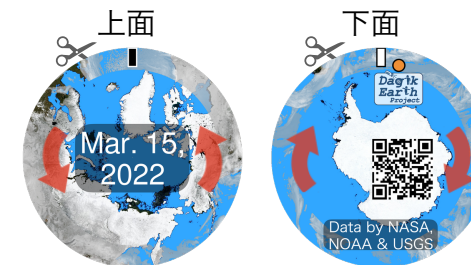 上面
下面
Mar. 15,
2022
Dagik
Earth
Project
Data by NASA,
NOAA & USGS